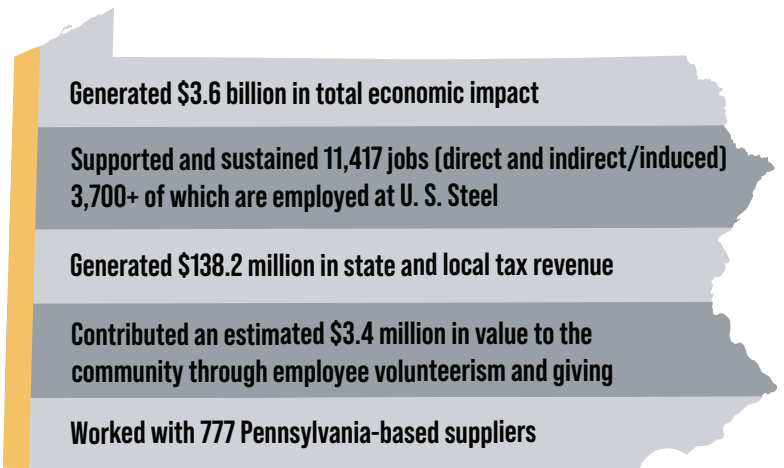 Generated $3.6 billion in total economic impact
Supported and sustained 11,417 jobs (direct and indirect/induced)
3,700+ of which are employed at U. S. Steel
Generated $138.2 million in state and local tax revenue
Contributed an estimated $3.4 million in value to the
community through employee volunteerism and giving
Worked with 777 Pennsylvania-based suppliers